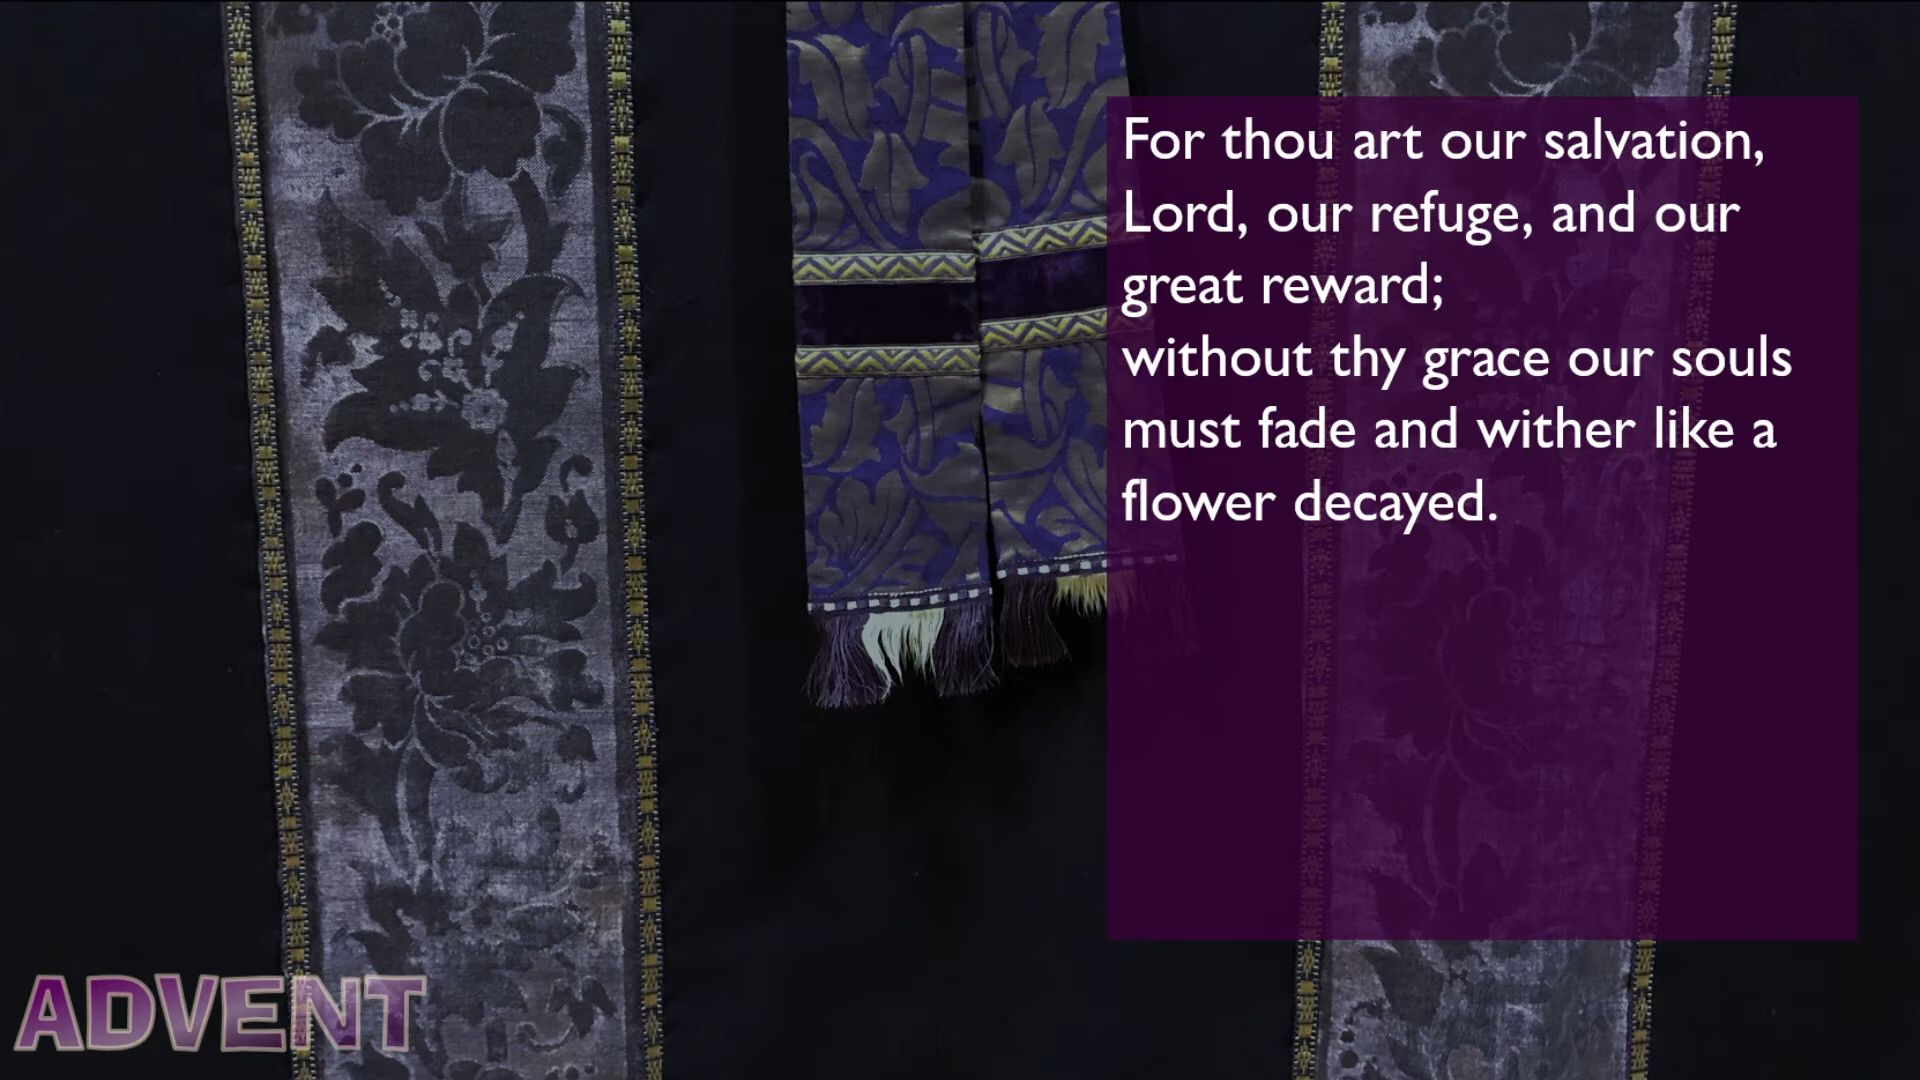 For thou art our salvation,
Lord, our refuge, and our
great reward;
without thy grace our souls
must fade and wither like a
flower decayed.
ADVENT